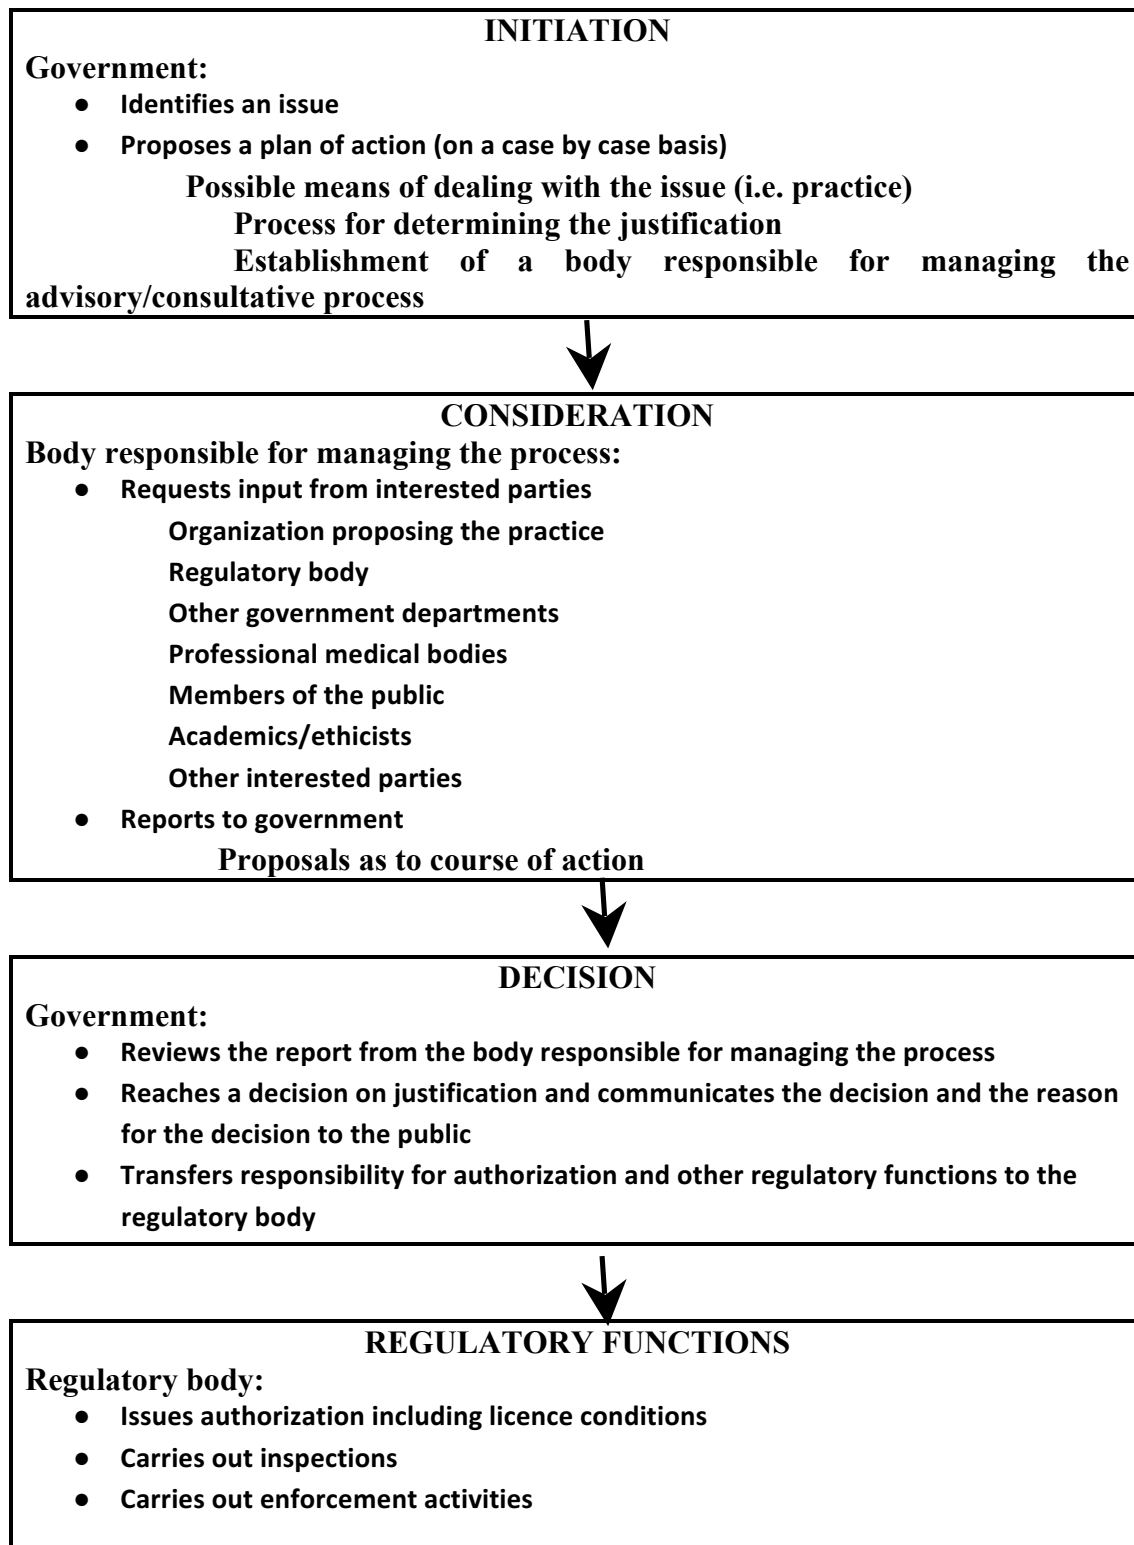 INITIATION
Government:
● Identifies an issue
● Proposes a plan of action (on a case by case basis)
Possible means of dealing with the issue (i.e. practice)
Process for determining the justification
Establishment of a body responsible for managing the
advisory/consultative process
CONSIDERATION
Body responsible for managing the process:
● Requests input from interested parties
Organization proposing the practice
Regulatory body
Other government departments
Professional medical bodies
Members of the public
Academics/ethicists
Other interested parties
● Reports to government
Proposals as to course of action
DECISION
Government:
● Reviews the report from the body responsible for managing the process
● Reaches a decision on justification and communicates the decision and the reason
for the decision to the public
● Transfers responsibility for authorization and other regulatory functions to the
regulatory body
REGULATORY FUNCTIONS
Regulatory body:
● Issues authorization including licence conditions
● Carries out inspections
● Carries out enforcement activities